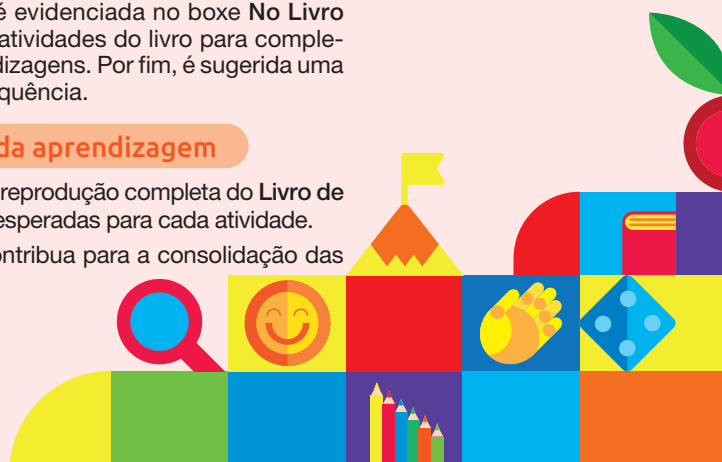 é evidenciada no boxe No Livro
atividades do livro para comple-
dizagens. Por fim, é sugerida uma
quência.
da aprendizagem
reprodução completa do Livro de
esperadas para cada atividade.
ontribua para a consolidação das